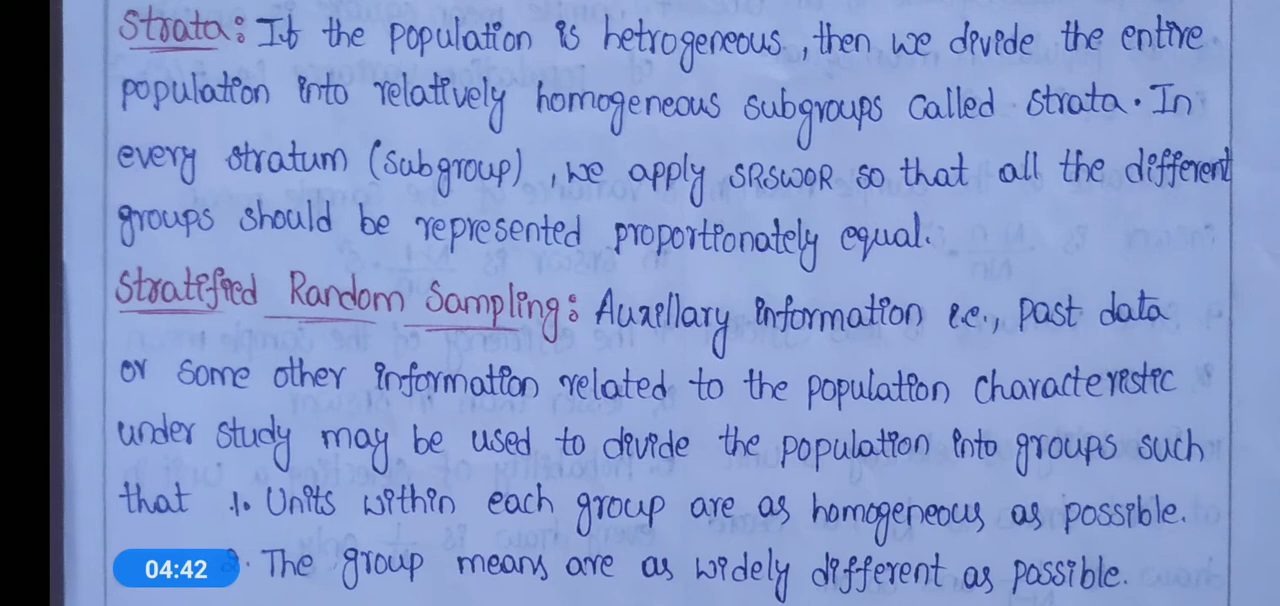 Strata: If the population is hetrogeneous, then we divide the entire
population into relatively homogeneous subgroups called strata. In
every stratum (subgroup), we apply SRSWOR so that all the different
groups should be represented proportionately equal.
Stratified Random Sampling: Auxillary information i.e., past data
or some other information related to the population characteristic
under study may be used to divide the population into groups such
that 1. Units within each group are as homogeneous as possible.
04:42 2. The group means are as widely different as possible.